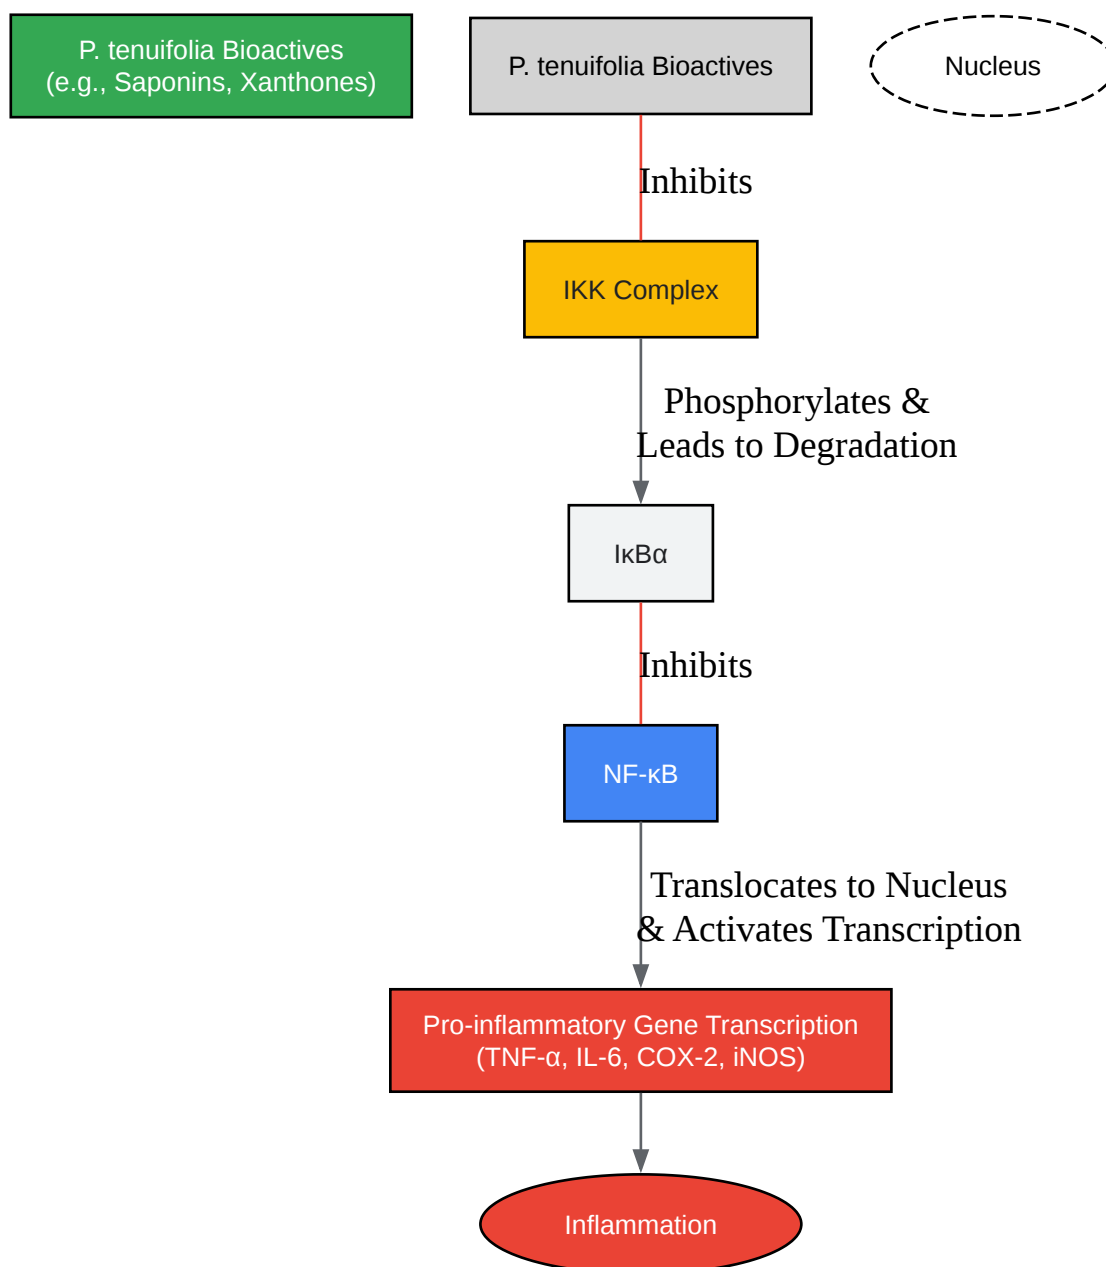 P. tenuifolia Bioactives
(e.g., Saponins, Xanthones)
P. tenuifolia Bioactives
Nucleus
Inhibits
IKK Complex
Phosphorylates &
Leads to Degradation
IκBα
Inhibits
NF-κB
Translocates to Nucleus
& Activates Transcription
Pro-inflammatory Gene Transcription
(TNF-α, IL-6, COX-2, iNOS)
Inflammation